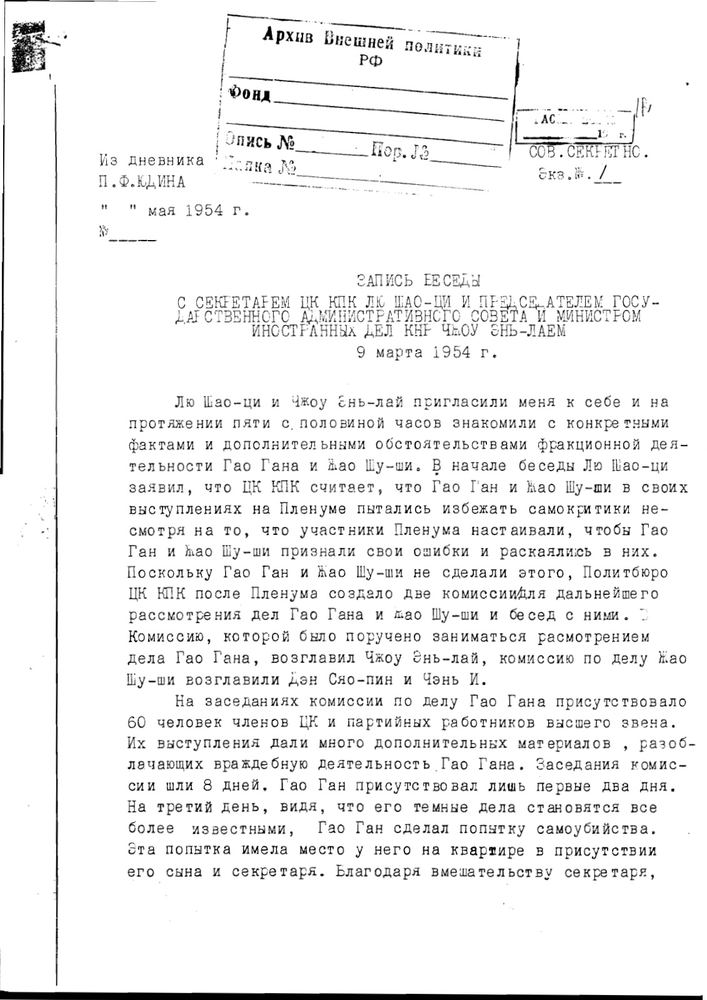 Архив Внешней политики
РФ
Фонд
Опись № Пор. №
Папка №
СОВ.СЕКРЕТНО.
Экз.№. 1
Из дневника
П.Ф.ЮДИНА
" " мая 1954 г.
№
ЗАПИСЬ БЕСЕДЫ
С СЕКРЕТАРЕМ ЦК КПК ЛЮ ШАО-ЦИ И ПРЕДСЕДАТЕЛЕМ ГОСУ-
ДАРСТВЕННОГО АДМИНИСТРАТИВНОГО СОВЕТА И МИНИСТРОМ
ИНОСТРАННЫХ ДЕЛ КНР ЧЖОУ ЭНЬ-ЛАЕМ
9 марта 1954 г.
Лю Шао-ци и Чжоу Энь-лай пригласили меня к себе и на
протяжении пяти с половиной часов знакомили с конкретными
фактами и дополнительными обстоятельствами фракционной дея-
тельности Гао Гана и Жао Шу-ши. В начале беседы Лю Шао-ци
заявил, что ЦК КПК считает, что Гао Ган и Жао Шу-ши в своих
выступлениях на Пленуме пытались избежать самокритики не-
смотря на то, что участники Пленума настаивали, чтобы Гао
Ган и Жао Шу-ши признали свои ошибки и раскаялись в них.
Поскольку Гао Ган и Жао Шу-ши не сделали этого, Политбюро
ЦК КПК после Пленума создало две комиссии для дальнейшего
рассмотрения дел Гао Гана и Жао Шу-ши и бесед с ними.
Комиссию, которой было поручено заниматься расмотрением
дела Гао Гана, возглавил Чжоу Энь-лай, комиссию по делу Жао
Шу-ши возглавили Дэн Сяо-пин и Чэнь И.
На заседаниях комиссии по делу Гао Гана присутствовало
60 человек членов ЦК и партийных работников высшего звена.
Их выступления дали много дополнительных материалов , разоб-
лачающих враждебную деятельность Гао Гана. Заседания комис-
сии шли 8 дней. Гао Ган присутствовал лишь первые два дня.
На третий день, видя, что его темные дела становятся все
более известными, Гао Ган сделал попытку самоубийства.
Эта попытка имела место у него на квартире в присутствии
его сына и секретаря. Благодаря вмешательству секретаря,